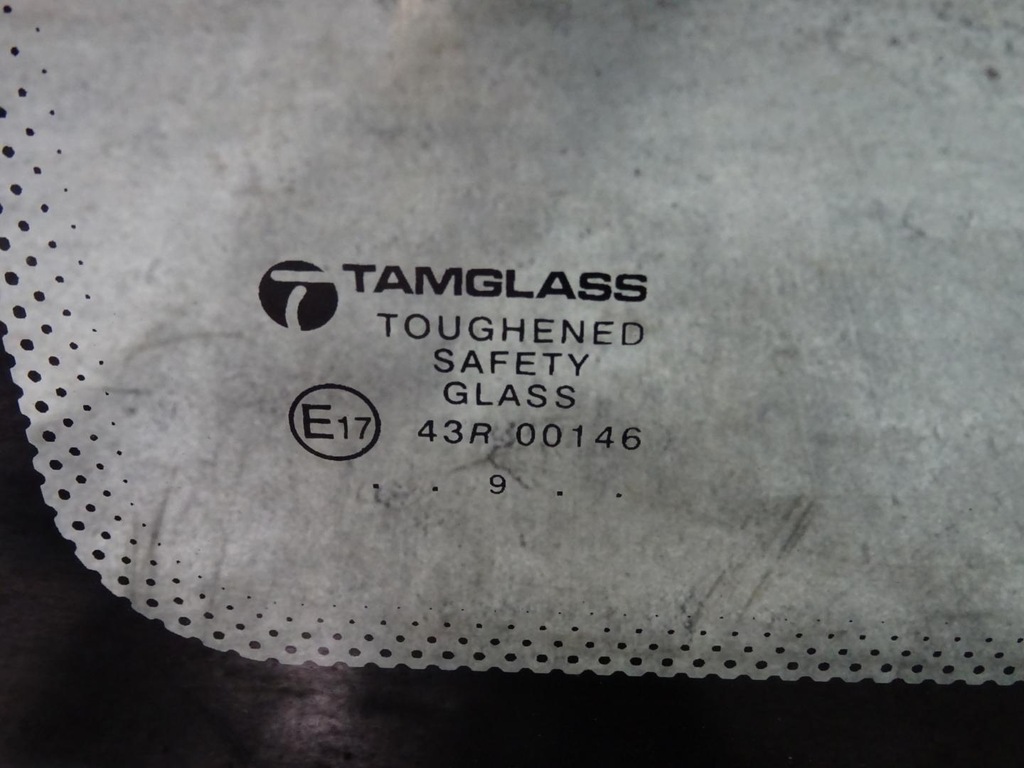 TAMGLASS
TOUGHENED
SAFETY
GLASS
E17 43R 00146
. . 9 . .